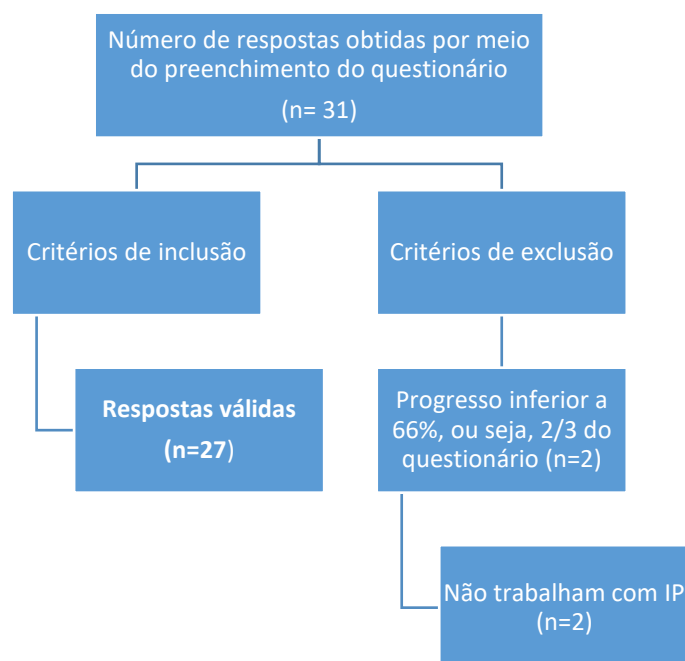 Número de respostas obtidas por meio
do preenchimento do questionário
(n= 31)
Critérios de inclusão
Critérios de exclusão
Respostas válidas
(n=27)
Progresso inferior a
66%, ou seja, 2/3 do
questionário (n=2)
Não trabalham com IP
(n=2)